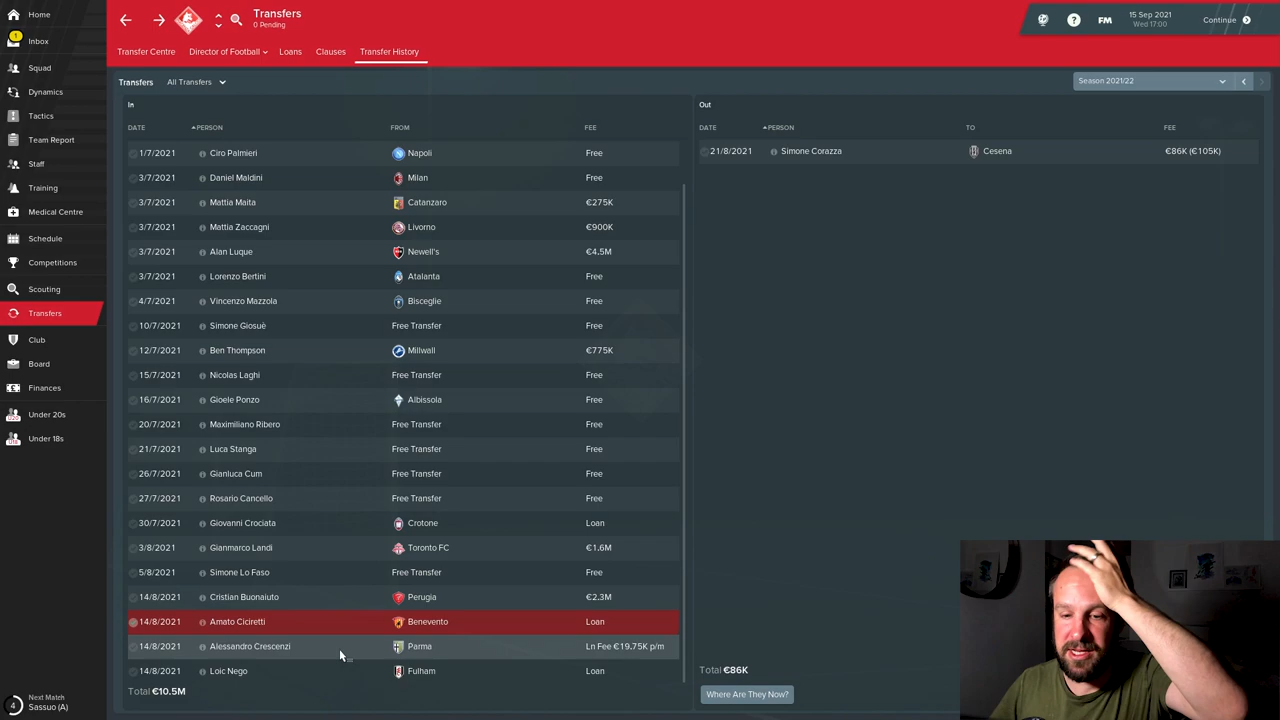 Home
Transfers
0 Pending
FM
15 Sep 2021
Wed 17:00
Continue
1
Inbox
Transfer Centre
Director of Football
Loans
Clauses
Transfer History
Squad
Transfers
All Transfers
Season 2021/22
Dynamics
In
Out
Tactics
DATE PERSON FROM FEE
DATE PERSON TO FEE
Team Report
1/7/2021 Ciro Palmieri Napoli Free
21/8/2021 Simone Corazza Cesena €86K (€105K)
Staff
3/7/2021 Daniel Maldini Milan Free
Training
3/7/2021 Mattia Maita Catanzaro €275K
Medical Centre
3/7/2021 Mattia Zaccagni Livorno €900K
Schedule
3/7/2021 Alan Luque Newell's €4.5M
Competitions
3/7/2021 Lorenzo Bertini Atalanta Free
Scouting
4/7/2021 Vincenzo Mazzola Bisceglie Free
Transfers
10/7/2021 Simone Giosuè Free Transfer Free
Club
12/7/2021 Ben Thompson Millwall €775K
Board
15/7/2021 Nicolas Laghi Free Transfer Free
Finances
16/7/2021 Gioele Ponzo Albissola Free
Under 20s
20/7/2021 Maximiliano Ribero Free Transfer Free
Under 18s
21/7/2021 Luca Stanga Free Transfer Free
26/7/2021 Gianluca Cum Free Transfer Free
27/7/2021 Rosario Cancello Free Transfer Free
30/7/2021 Giovanni Crociata Crotone Loan
3/8/2021 Gianmarco Landi Toronto FC €1.6M
5/8/2021 Simone Lo Faso Free Transfer Free
14/8/2021 Cristian Buonaiuto Perugia €2.3M
14/8/2021 Amato Ciciretti Benevento Loan
14/8/2021 Alessandro Crescenzi Parma Ln Fee €19.75K p/m
14/8/2021 Loic Nego Fulham Loan
Total €86K
Total €10.5M
Where Are They Now?
4
Next Match
Sassuo (A)